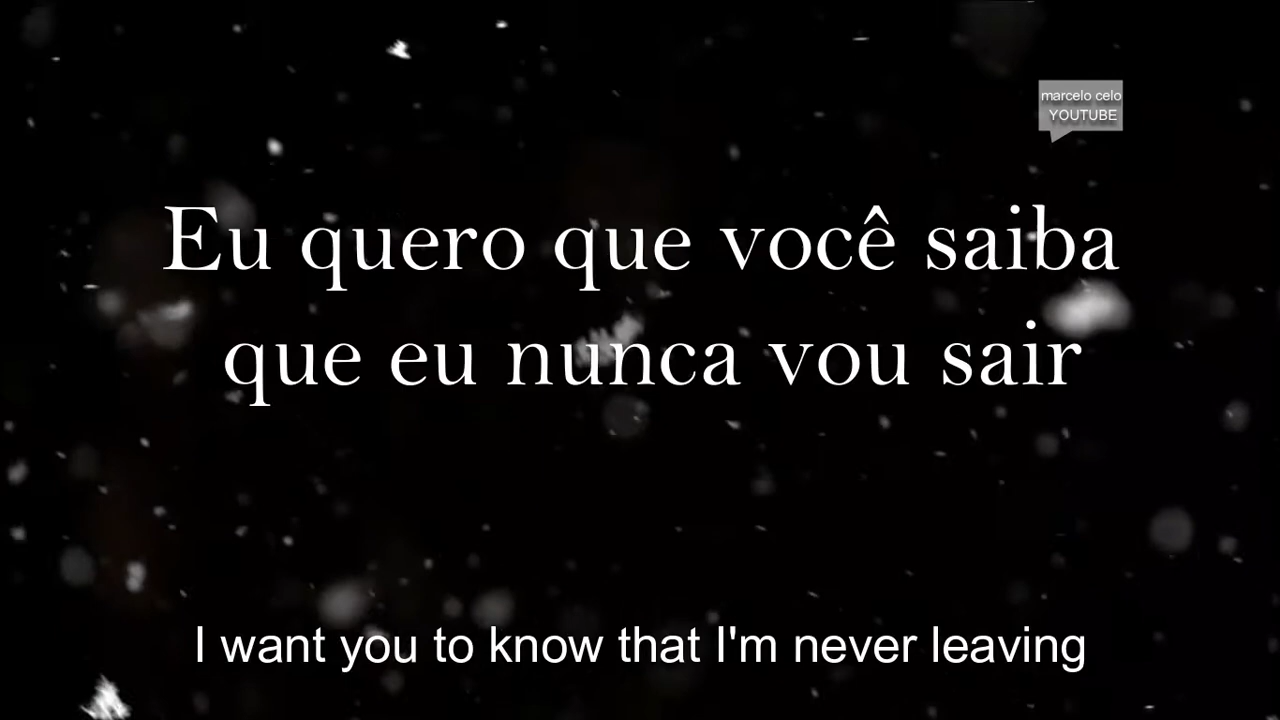 marcelo celo
YOUTUBE
Eu quero que você saiba
que eu nunca vou sair
I want you to know that I'm never leaving